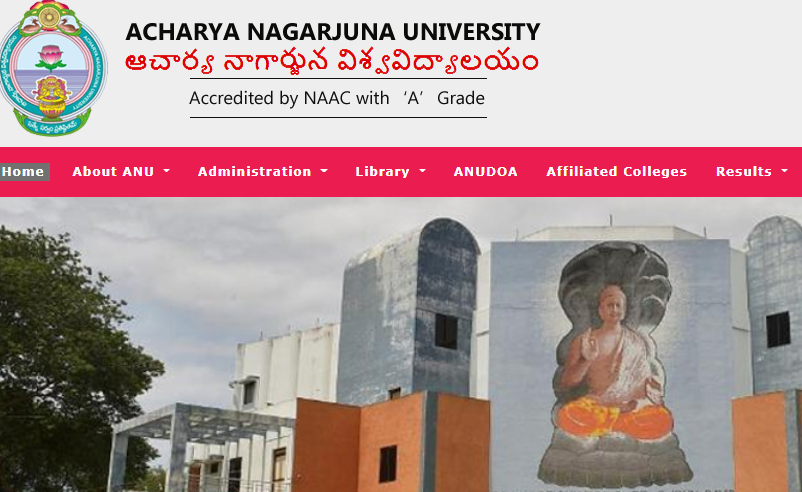 ACHARYA NAGARJUNA UNIVERSITY
ఆచార్య నాగార్జున విశ్వవిద్యాలయం
Accredited by NAAC with ‘A’ Grade
Home About ANU Administration Library ANUDOA Affiliated Colleges Results